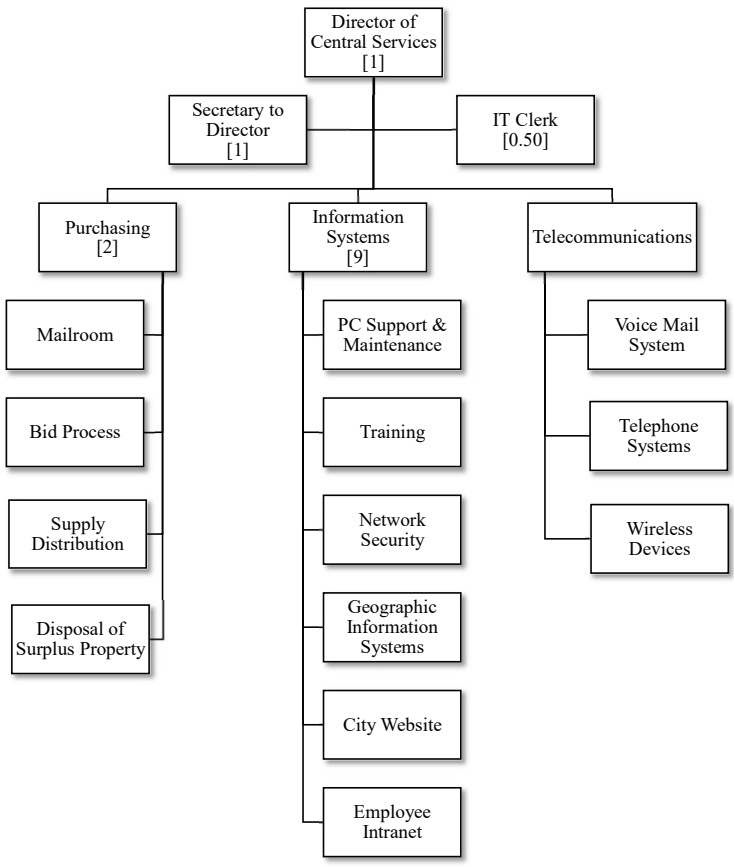 Director of
Central Services
[1]
Secretary to
Director
[1]
IT Clerk
[0.50]
Purchasing
[2]
Information
Systems
[9]
Telecommunications
Mailroom
Bid Process
Supply
Distribution
Disposal of
Surplus Property
PC Support &
Maintenance
Training
Network
Security
Geographic
Information
Systems
City Website
Employee
Intranet
Voice Mail
System
Telephone
Systems
Wireless
Devices